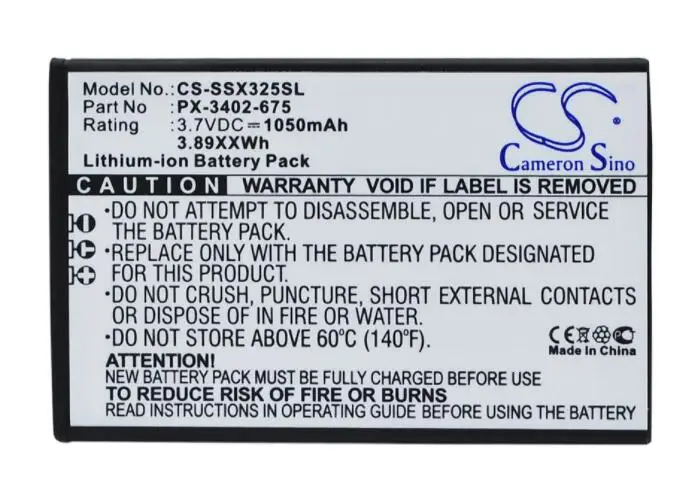 Model No.: CS-SSX325SL
Part No : PX-3402-675
Rating : 3.7VDC⎓1050mAh
3.89XXWh
Lithium-ion Battery Pack
CS
Cameron Sino
CAUTION WARRANTY VOID IF LABEL IS REMOVED
•DO NOT ATTEMPT TO DISASSEMBLE, OPEN OR SERVICE
THE BATTERY PACK.
•REPLACE ONLY WITH THE BATTERY PACK DESIGNATED
FOR THIS PRODUCT.
•DO NOT CRUSH, PUNCTURE, SHORT EXTERNAL CONTACTS
OR DISPOSE OF IN FIRE OR WATER.
•DO NOT STORE ABOVE 60°C (140°F).
CE
Made In China
ATTENTION!
NEW BATTERY PACK MUST BE FULLY CHARGED BEFORE USE
TO REDUCE RISK OF FIRE OR BURNS
READ INSTRUCTIONS IN OPERATING GUIDE BEFORE USING THE BATTERY